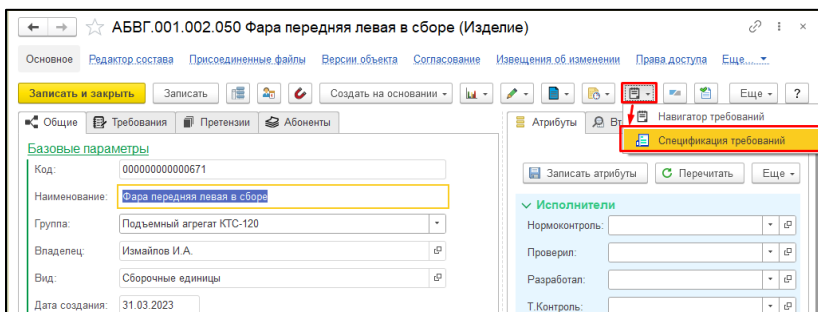 АБВГ.001.002.050 Фара передняя левая в сборе (Изделие)
Основное Редактор состава Присоединенные файлы Версии объекта Согласование Извещения об изменении Права доступа Еще...
Записать и закрыть Записать Создать на основании Еще ?
Навигатор требований
Общие Требования Претензии Абоненты Атрибуты
Спецификация требований
Базовые параметры
Код: 000000000000671 Записать атрибуты Перечитать Еще
Наименование: Фара передняя левая в сборе Исполнители
Группа: Подъемный агрегат КТС-120 Нормоконтроль:
Владелец: Измайлов И.А. Проверил:
Вид: Сборочные единицы Разработал:
Дата создания: 31.03.2023 Т.Контроль: